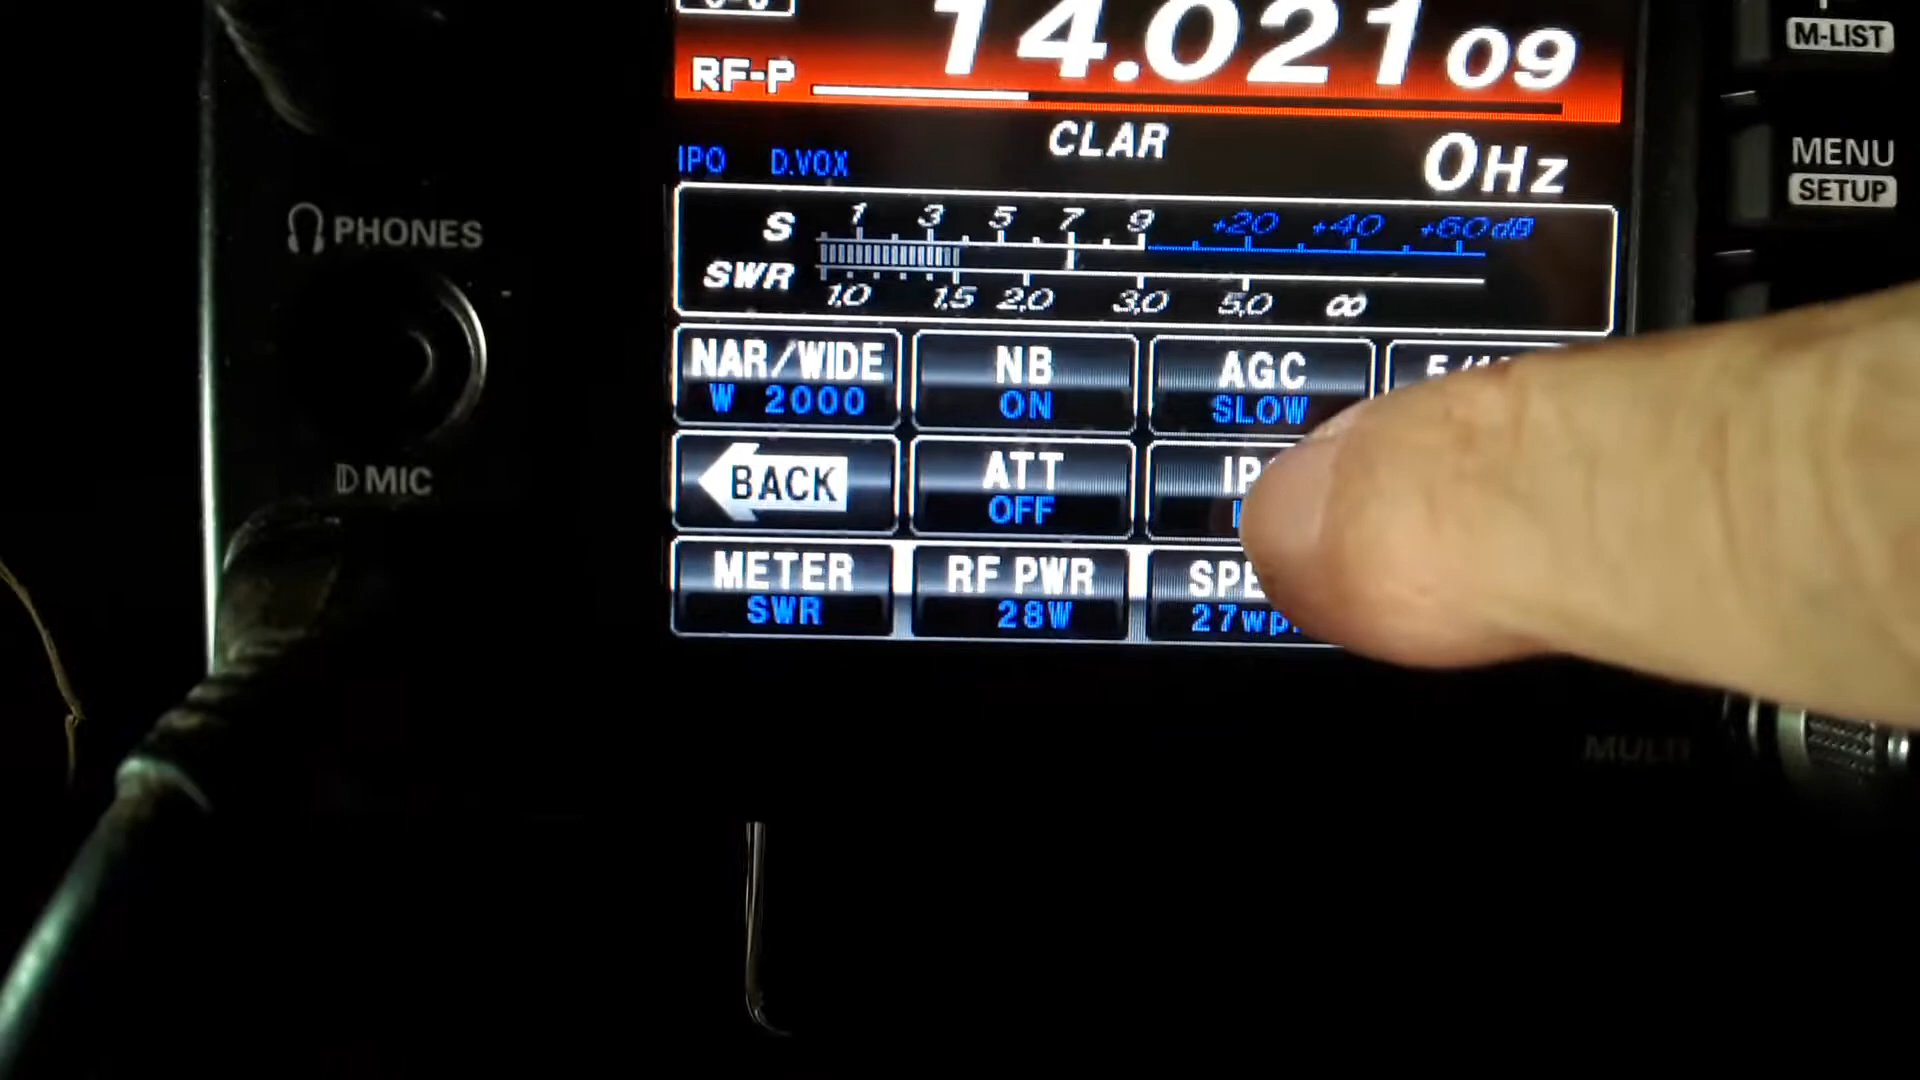 14.021 09
M-LIST
RF-P
CLAR
0Hz
IPO D.VOX
MENU
SETUP
S 1 3 5 7 9 +20 +40 +60dB
PHONES
SWR 1.0 1.5 2.0 3.0 5.0 ∞
NAR/WIDE NB AGC
W 2000 ON SLOW
BACK ATT
OFF
MIC
METER RF PWR
SWR 28W
MULTI